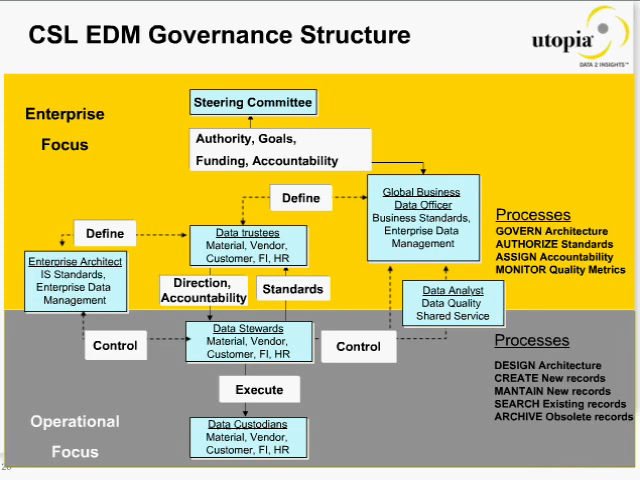 CSL EDM Governance Structure
utopia
DATA 2 INSIGHTS™
Enterprise
Focus
Steering Committee
Authority, Goals,
Funding, Accountability
Define
Global Business
Data Officer
Business Standards,
Enterprise Data
Management
Define
Data trustees
Material, Vendor,
Customer, FI, HR
Enterprise Architect
IS Standards,
Enterprise Data
Management
Direction,
Accountability
Standards
Data Analyst
Data Quality
Shared Service
Processes
GOVERN Architecture
AUTHORIZE Standards
ASSIGN Accountability
MONITOR Quality Metrics
Control
Data Stewards
Material, Vendor,
Customer, FI, HR
Control
Processes
DESIGN Architecture
CREATE New records
MANTAIN New records
SEARCH Existing records
ARCHIVE Obsolete records
Execute
Data Custodians
Material, Vendor,
Customer, FI, HR
Operational
Focus